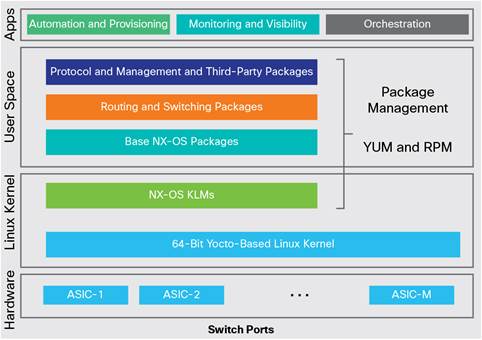 Apps
Automation and Provisioning
Monitoring and Visibility
Orchestration
User Space
Protocol and Management and Third-Party Packages
Routing and Switching Packages
Base NX-OS Packages
Package
Management
YUM and RPM
Linux Kernel
NX-OS KLMs
64-Bit Yocto-Based Linux Kernel
Hardware
ASIC-1
ASIC-2
...
ASIC-M
Switch Ports